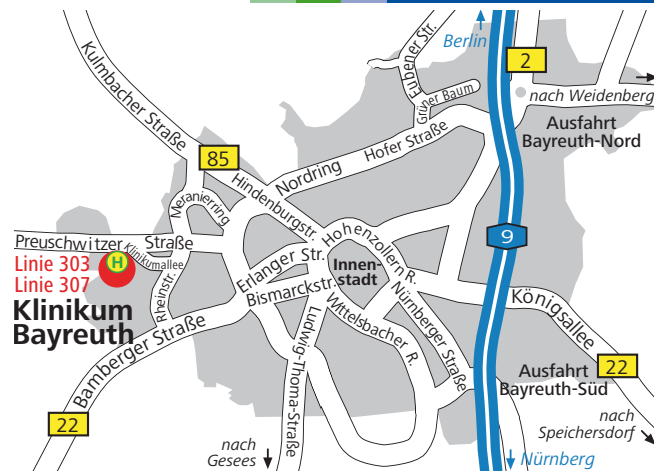 Berlin
2
Eubener Str.
Kulmbacher Straße
Grüner Baum
nach Weidenberg
Ausfahrt
Bayreuth-Nord
85
Nordring
Hofer Straße
Hindenburgstr.
Meranierring
Preuschwitzer Straße
Klinikumallee
H
Linie 303
Linie 307
Klinikum
Bayreuth
Rheinstr.
Hohenzollern R.
9
Erlanger Str.
Innen-
stadt
Bismarckstr.
Wittelsbacher R.
Nürnberger Straße
Königsallee
Bamberger Straße
Ludwig-Thoma-Straße
22
Ausfahrt
Bayreuth-Süd
22
nach
Speichersdorf
nach
Gesees
Nürnberg